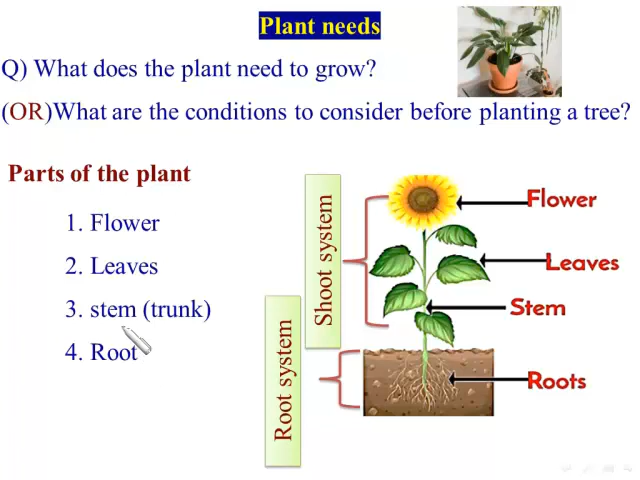 Plant needs
Q) What does the plant need to grow?
(OR)What are the conditions to consider before planting a tree?
Parts of the plant
1. Flower
2. Leaves
3. stem (trunk)
4. Root
Shoot system
Root system
Flower
Leaves
Stem
Roots